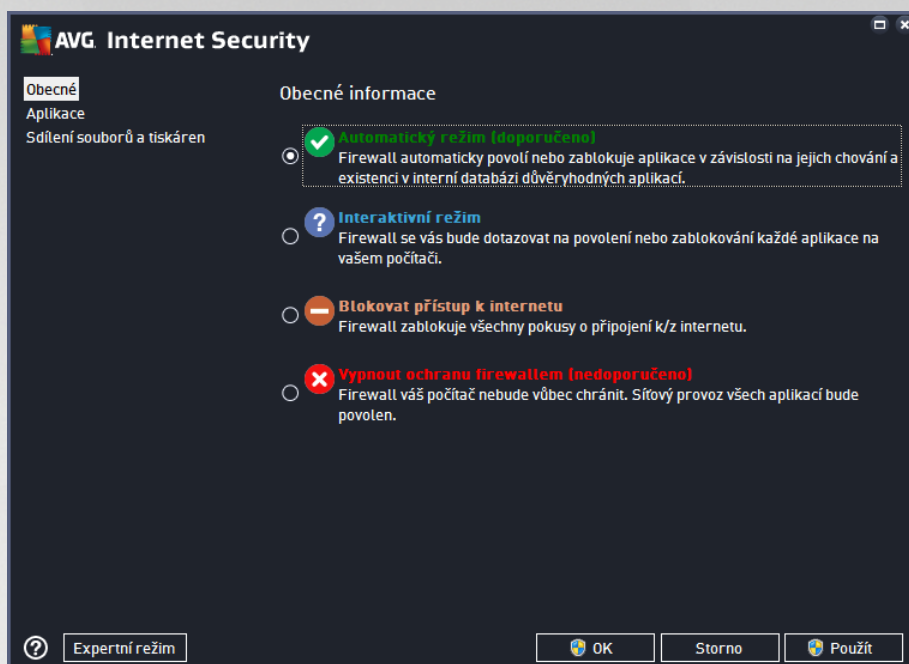 AVG. Internet Security
Obecné
Aplikace
Sdílení souborů a tiskáren
Obecné informace
Automatický režim (doporučeno)
Firewall automaticky povolí nebo zablokuje aplikace v závislosti na jejich chování a
existenci v interní databázi důvěryhodných aplikací.
Interaktivní režim
Firewall se vás bude dotazovat na povolení nebo zablokování každé aplikace na
vašem počítači.
Blokovat přístup k internetu
Firewall zablokuje všechny pokusy o připojení k/z internetu.
Vypnout ochranu firewallem (nedoporučeno)
Firewall váš počítač nebude vůbec chránit. Síťový provoz všech aplikací bude
povolen.
Expertní režim
OK
Storno
Použít